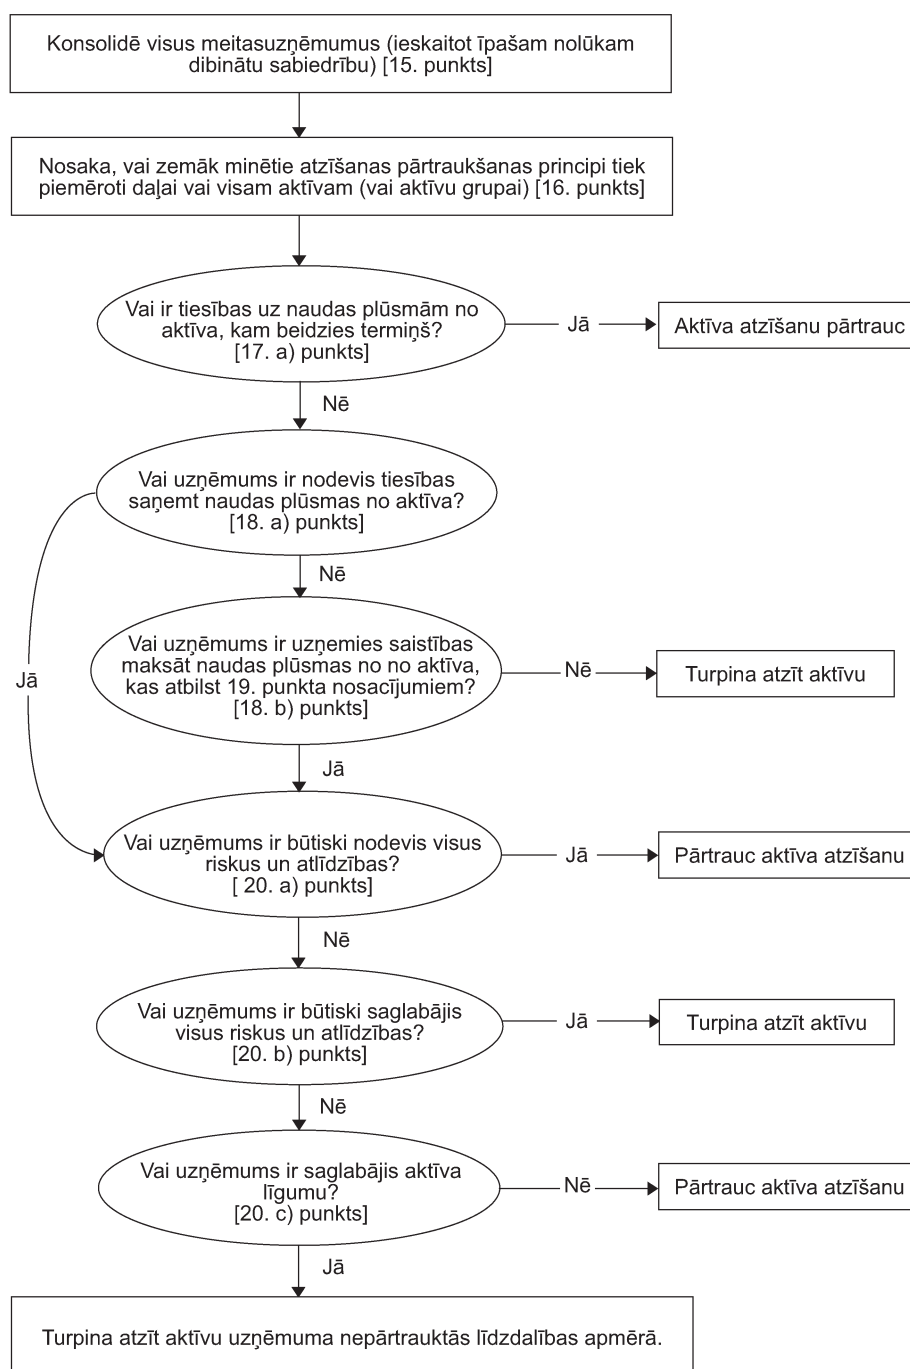 Konsolidē visus meitasuzņēmumus (ieskaitot īpašam nolūkam
dibinātu sabiedrību) [15. punkts]
Nosaka, vai zemāk minētie atzīšanas pārtraukšanas principi tiek
piemēroti daļai vai visam aktīvam (vai aktīvu grupai) [16. punkts]
Vai ir tiesības uz naudas plūsmām no
aktīva, kam beidzies termiņš?
[17. a) punkts]
Jā
Aktīva atzīšanu pārtrauc
Nē
Vai uzņēmums ir nodevis tiesības
saņemt naudas plūsmas no aktīva?
[18. a) punkts]
Nē
Jā
Vai uzņēmums ir uzņemies saistības
maksāt naudas plūsmas no no aktīva,
kas atbilst 19. punkta nosacījumiem?
[18. b) punkts]
Nē
Turpina atzīt aktīvu
Jā
Vai uzņēmums ir būtiski nodevis visus
riskus un atlīdzības?
[ 20. a) punkts]
Jā
Pārtrauc aktīva atzīšanu
Nē
Vai uzņēmums ir būtiski saglabājis
visus riskus un atlīdzības?
[20. b) punkts]
Jā
Turpina atzīt aktīvu
Nē
Vai uzņēmums ir saglabājis aktīva
līgumu?
[20. c) punkts]
Nē
Pārtrauc aktīva atzīšanu
Jā
Turpina atzīt aktīvu uzņēmuma nepārtrauktās līdzdalības apmērā.